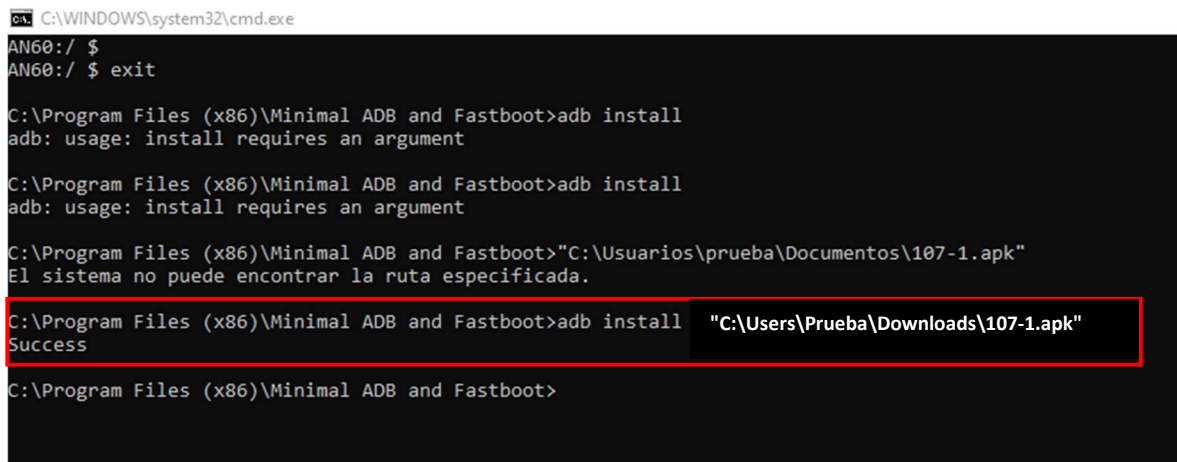 C:\WINDOWS\system32\cmd.exe
AN60:/ $
AN60:/ $ exit
C:\Program Files (x86)\Minimal ADB and Fastboot>adb install
adb: usage: install requires an argument
C:\Program Files (x86)\Minimal ADB and Fastboot>adb install
adb: usage: install requires an argument
C:\Program Files (x86)\Minimal ADB and Fastboot>"C:\Usuarios\prueba\Documentos\107-1.apk"
El sistema no puede encontrar la ruta especificada.
C:\Program Files (x86)\Minimal ADB and Fastboot>adb install "C:\Users\Prueba\Downloads\107-1.apk"
Success
C:\Program Files (x86)\Minimal ADB and Fastboot>